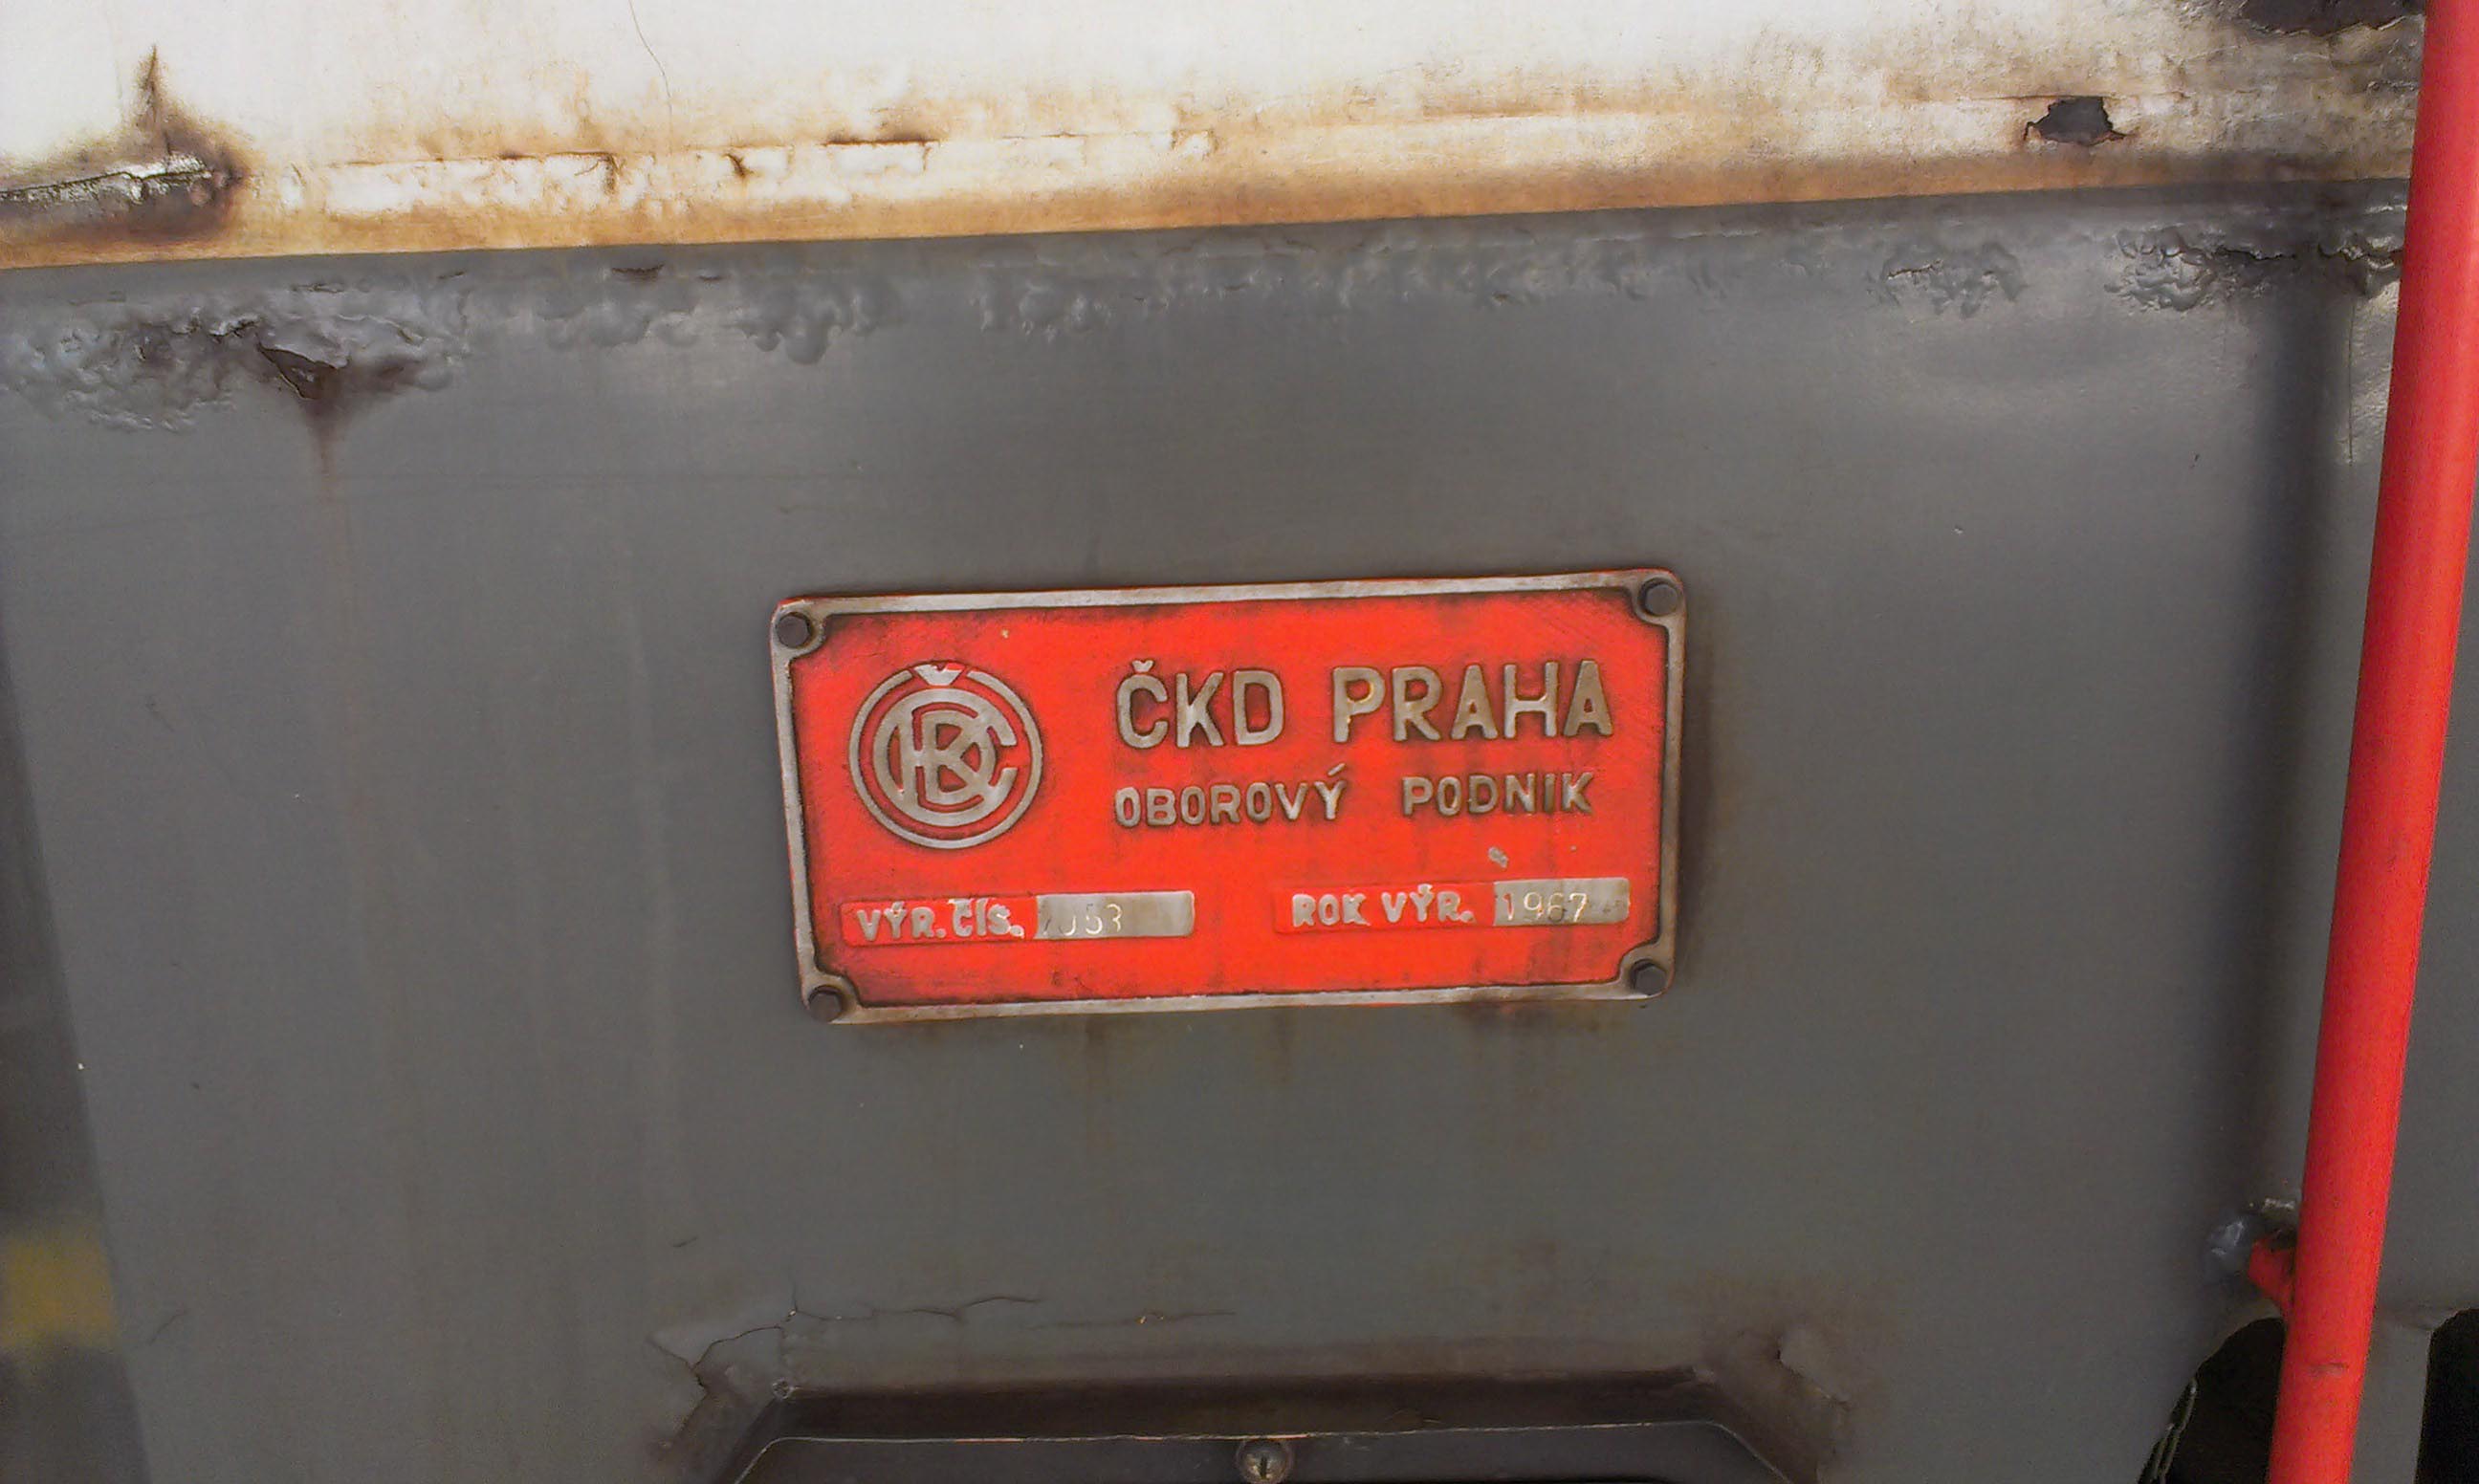 ČKD PRAHA
OBOROVÝ PODNIK
VÝR. ČÍS.
ROK VÝR. 1967